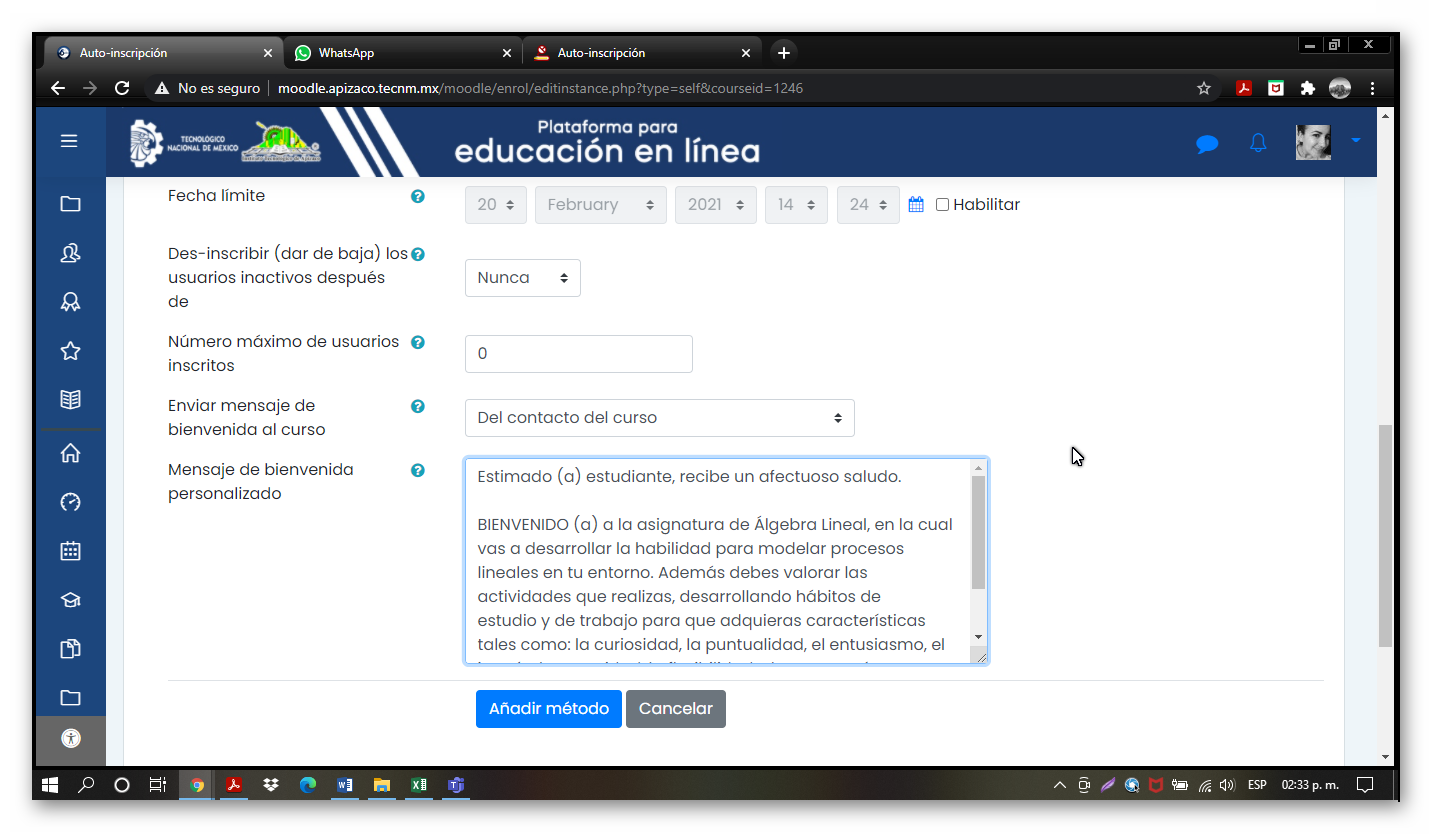 Auto-inscripción
WhatsApp
Auto-inscripción
No es seguro
moodle.apizaco.tecnm.mx/moodle/enrol/editinstance.php?type=self&courseid=1246
TECNOLÓGICO
NACIONAL DE MÉXICO
Plataforma para
educación en línea
Fecha límite
20 February 2021 14 24 Habilitar
Des-inscribir (dar de baja) los
usuarios inactivos después
de
Nunca
Número máximo de usuarios
inscritos
0
Enviar mensaje de
bienvenida al curso
Del contacto del curso
Mensaje de bienvenida
personalizado
Estimado (a) estudiante, recibe un afectuoso saludo.
BIENVENIDO (a) a la asignatura de Álgebra Lineal, en la cual
vas a desarrollar la habilidad para modelar procesos
lineales en tu entorno. Además debes valorar las
actividades que realizas, desarrollando hábitos de
estudio y de trabajo para que adquieras características
tales como: la curiosidad, la puntualidad, el entusiasmo, el
Añadir método
Cancelar
ESP
02:33 p. m.